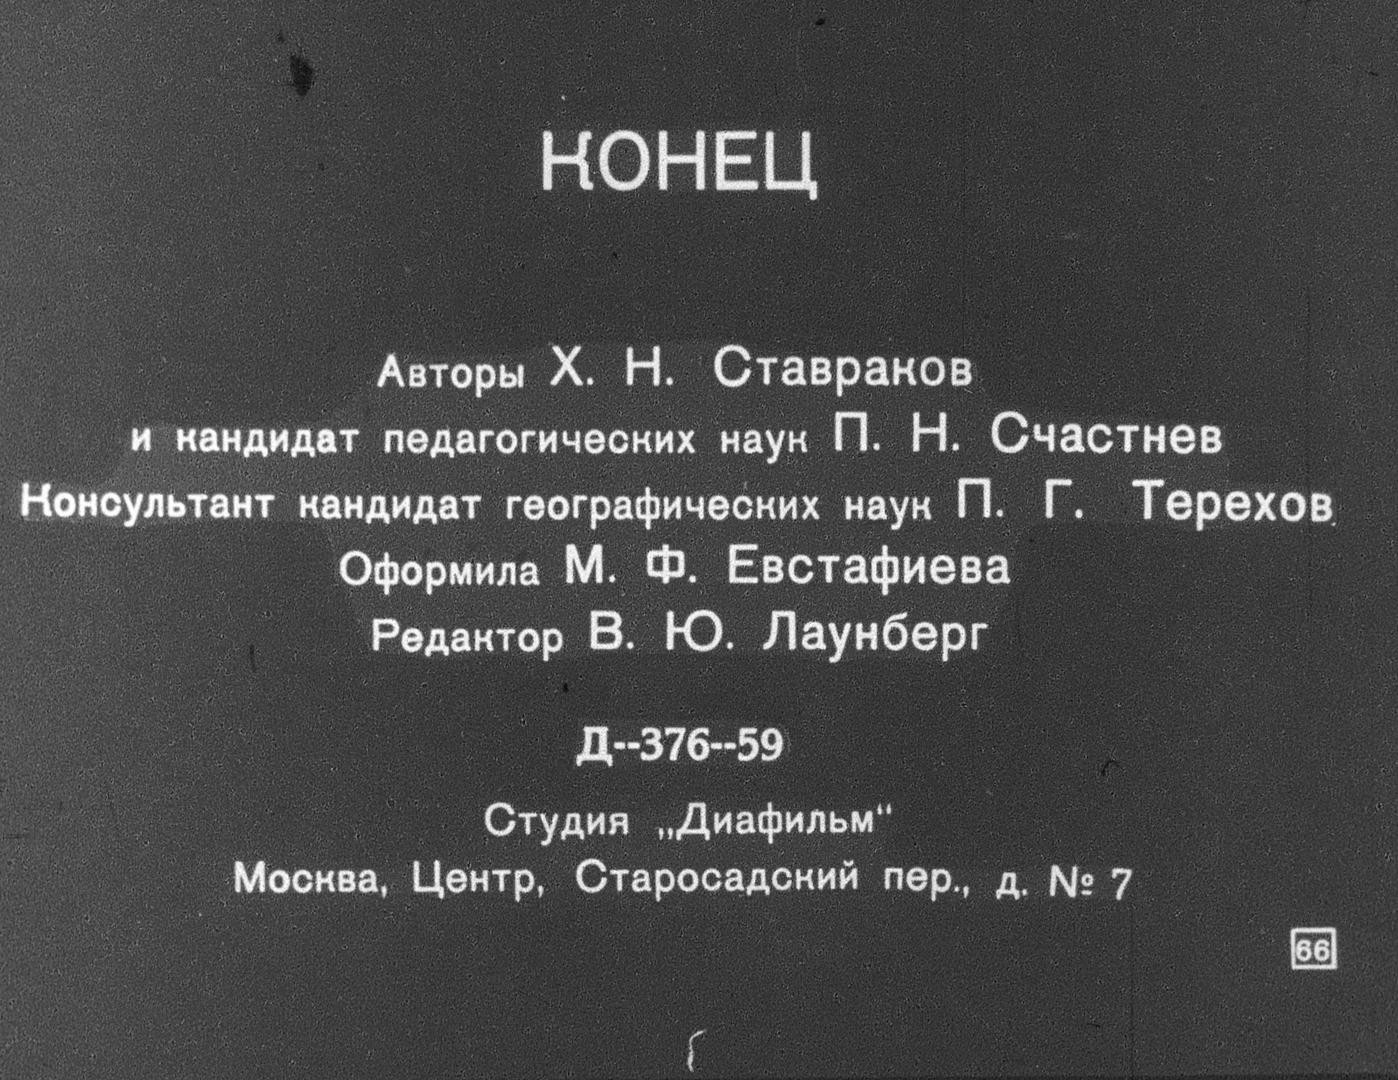 КОНЕЦ
Авторы Х. Н. Ставраков
и кандидат педагогических наук П. Н. Счастнев
Консультант кандидат географических наук П. Г. Терехов
Оформила М. Ф. Евстафиева
Редактор В. Ю. Лаунберг
Д--376--59
Студия „Диафильм“
Москва, Центр, Старосадский пер., д. № 7
66